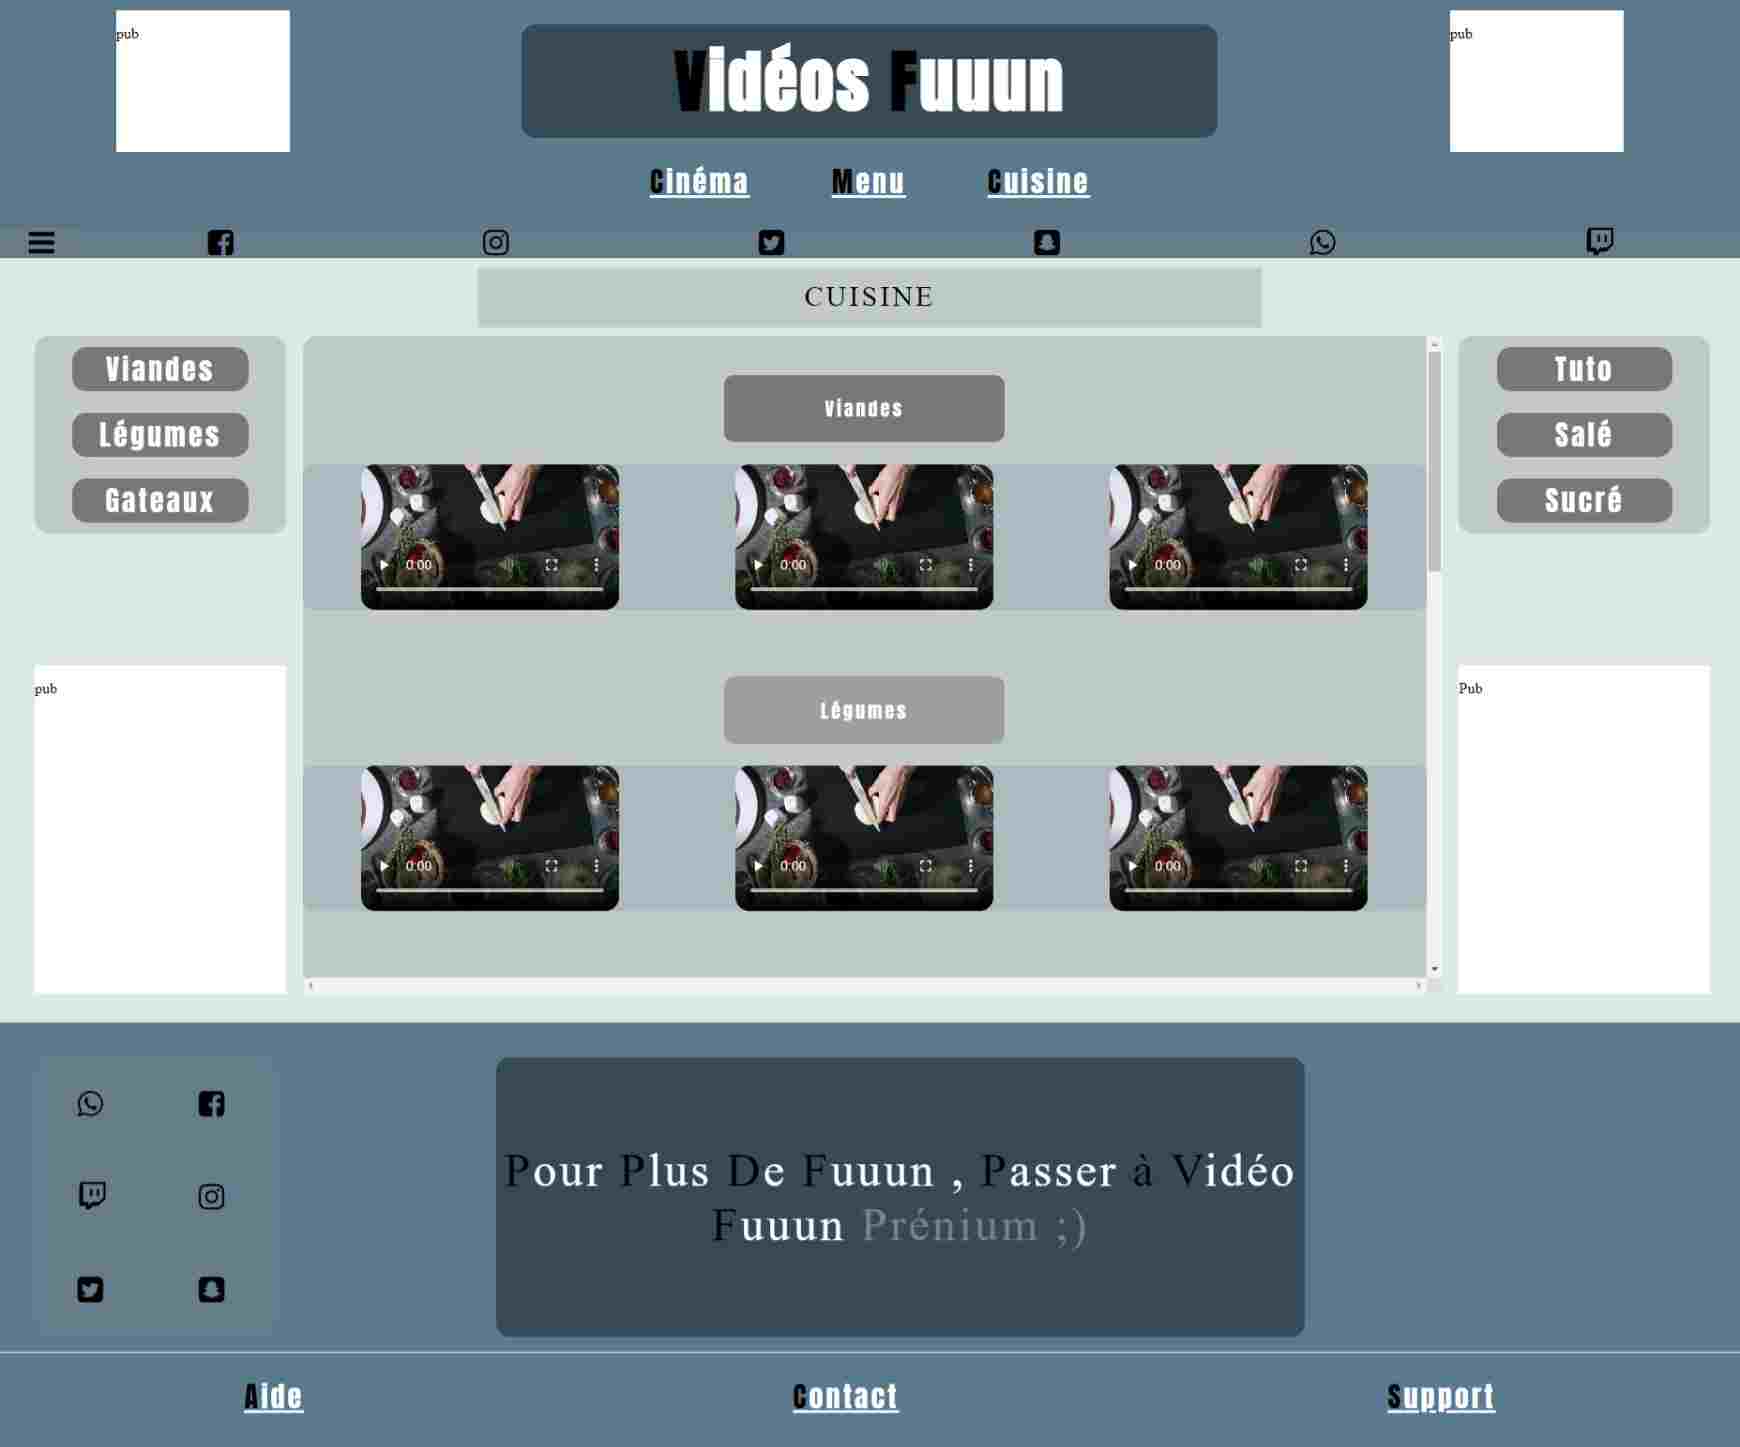 pub
Vidéos Fuuun
pub
Cinéma Menu Cuisine
CUISINE
Viandes
Légumes
Gateaux
Viandes
0:00 0:00 0:00
Légumes
0:00 0:00 0:00
Tuto
Salé
Sucré
pub
Pub
Pour Plus De Fuuun , Passer à Vidéo
Fuuun Prénium ;)
Aide Contact Support